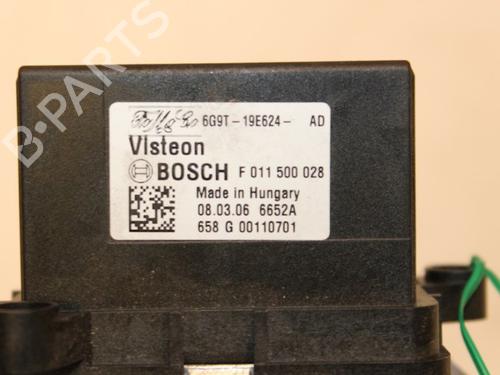 6G9T-19E624- AD
Visteon
BOSCH F 011 500 028
Made in Hungary
08.03.06 6652A
658 G 00110701
B-PARTS